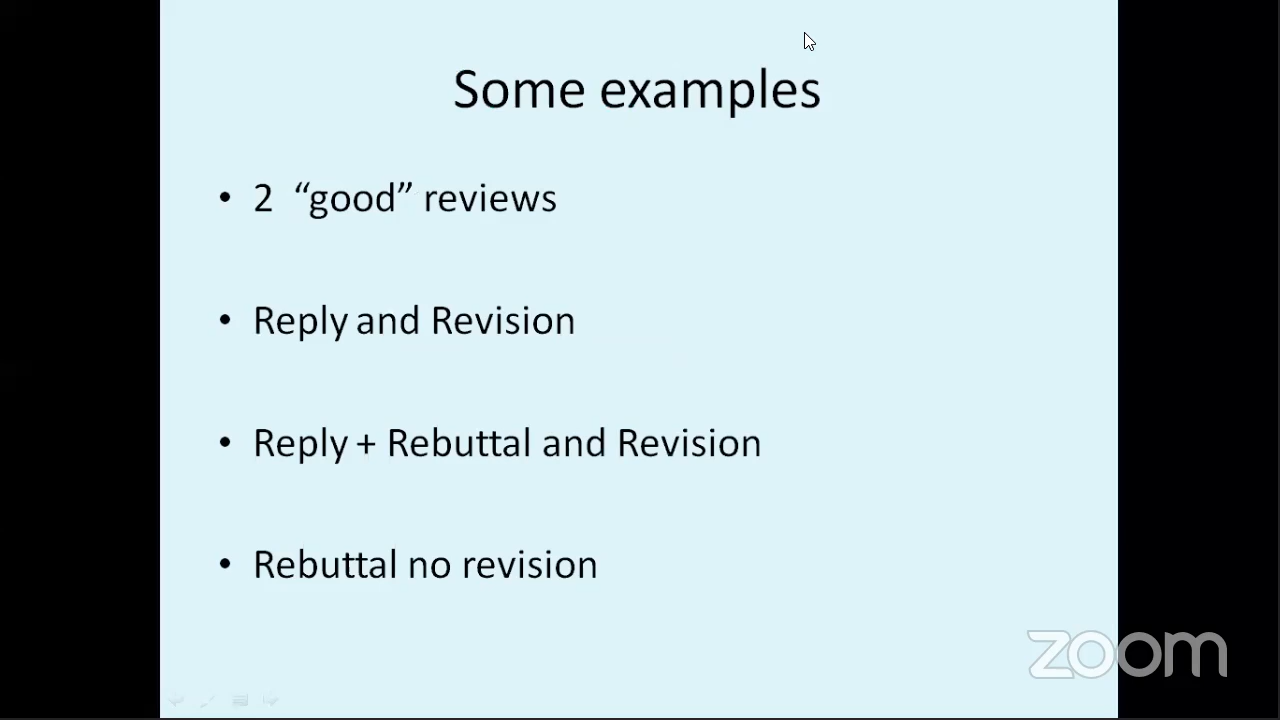 Some examples
• 2 “good” reviews
• Reply and Revision
• Reply + Rebuttal and Revision
• Rebuttal no revision
zoom